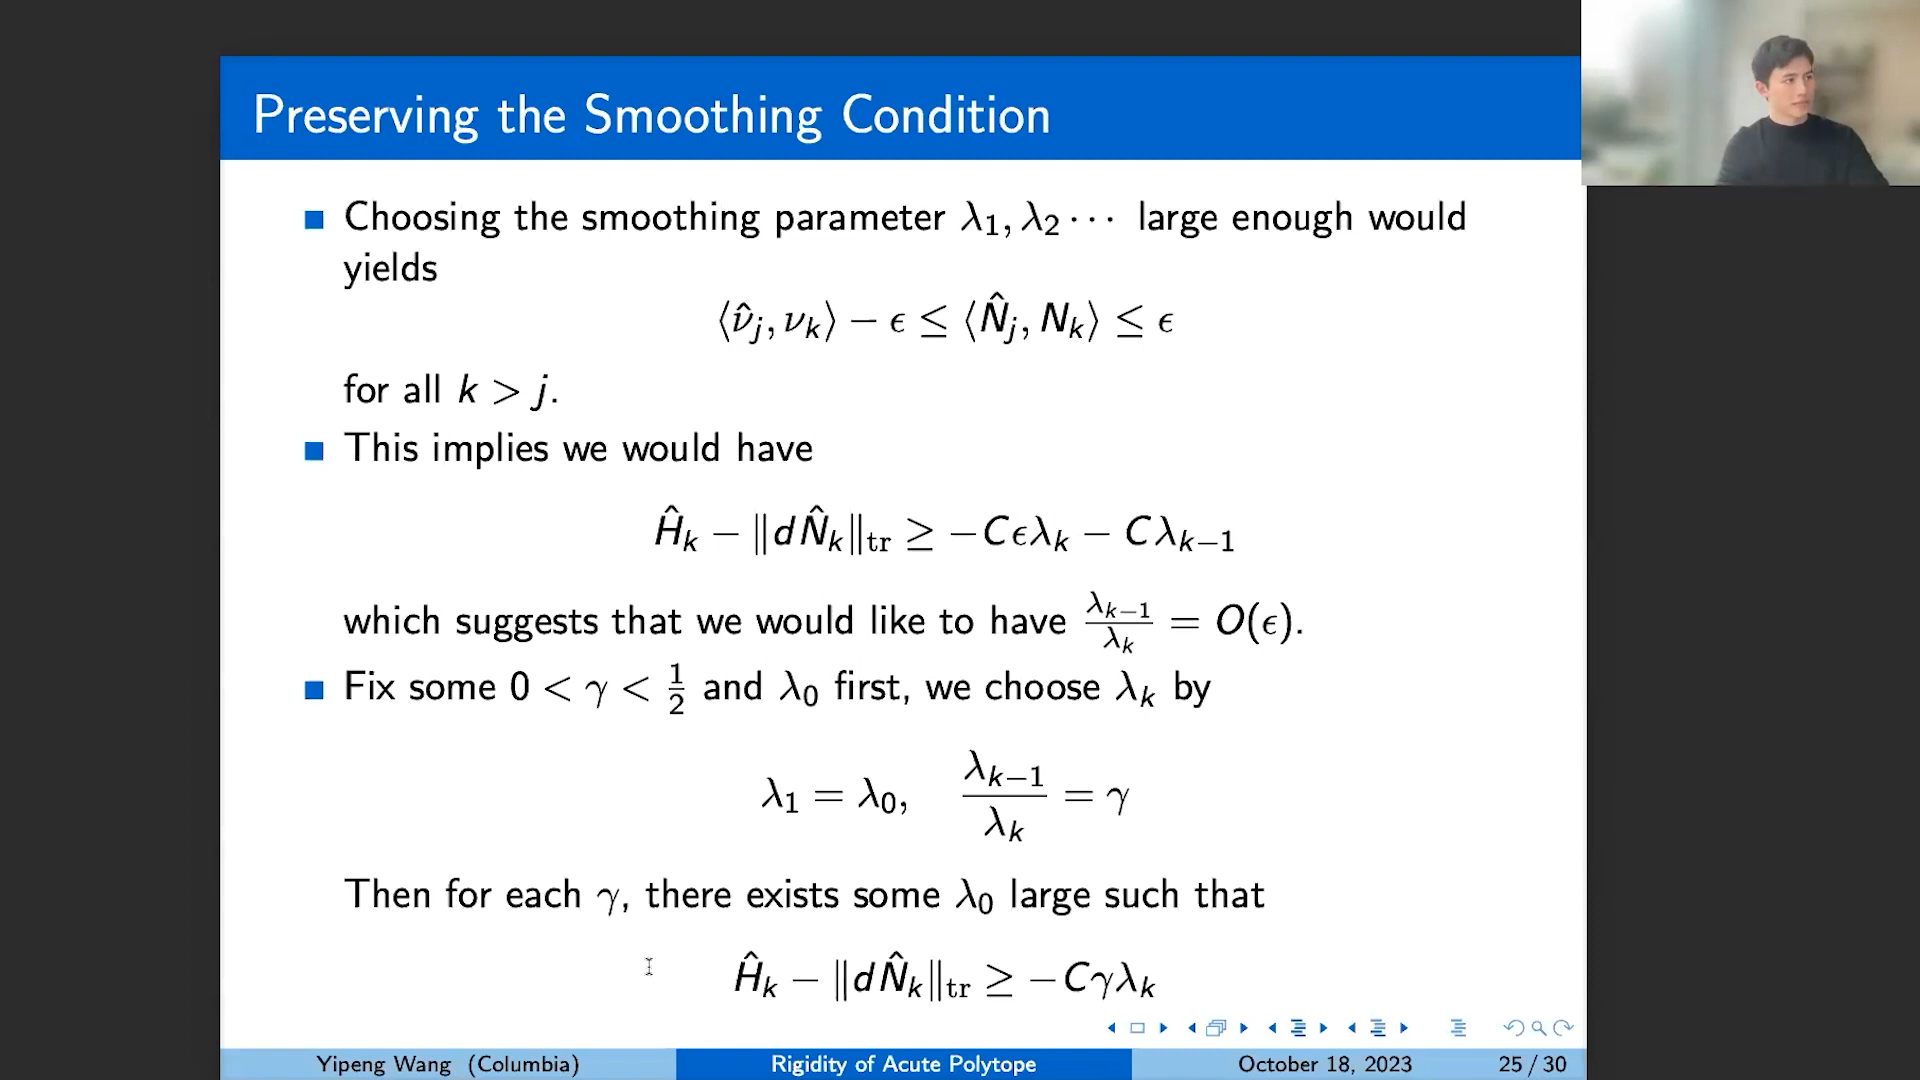 Preserving the Smoothing Condition
Choosing the smoothing parameter λ₁, λ₂ ⋯ large enough would
yields
⟨ν̂ⱼ, νₖ⟩ − ϵ ≤ ⟨N̂ⱼ, Nₖ⟩ ≤ ϵ
for all k > j.
This implies we would have
Ĥₖ − ‖dN̂ₖ‖_tr ≥ −Cϵλₖ − Cλₖ₋₁
which suggests that we would like to have λₖ₋₁/λₖ = O(ϵ).
Fix some 0 < γ < 1/2 and λ₀ first, we choose λₖ by
λ₁ = λ₀, λₖ₋₁/λₖ = γ
Then for each γ, there exists some λ₀ large such that
Ĥₖ − ‖dN̂ₖ‖_tr ≥ −Cγλₖ
Yipeng Wang (Columbia) Rigidity of Acute Polytope October 18, 2023 25 / 30